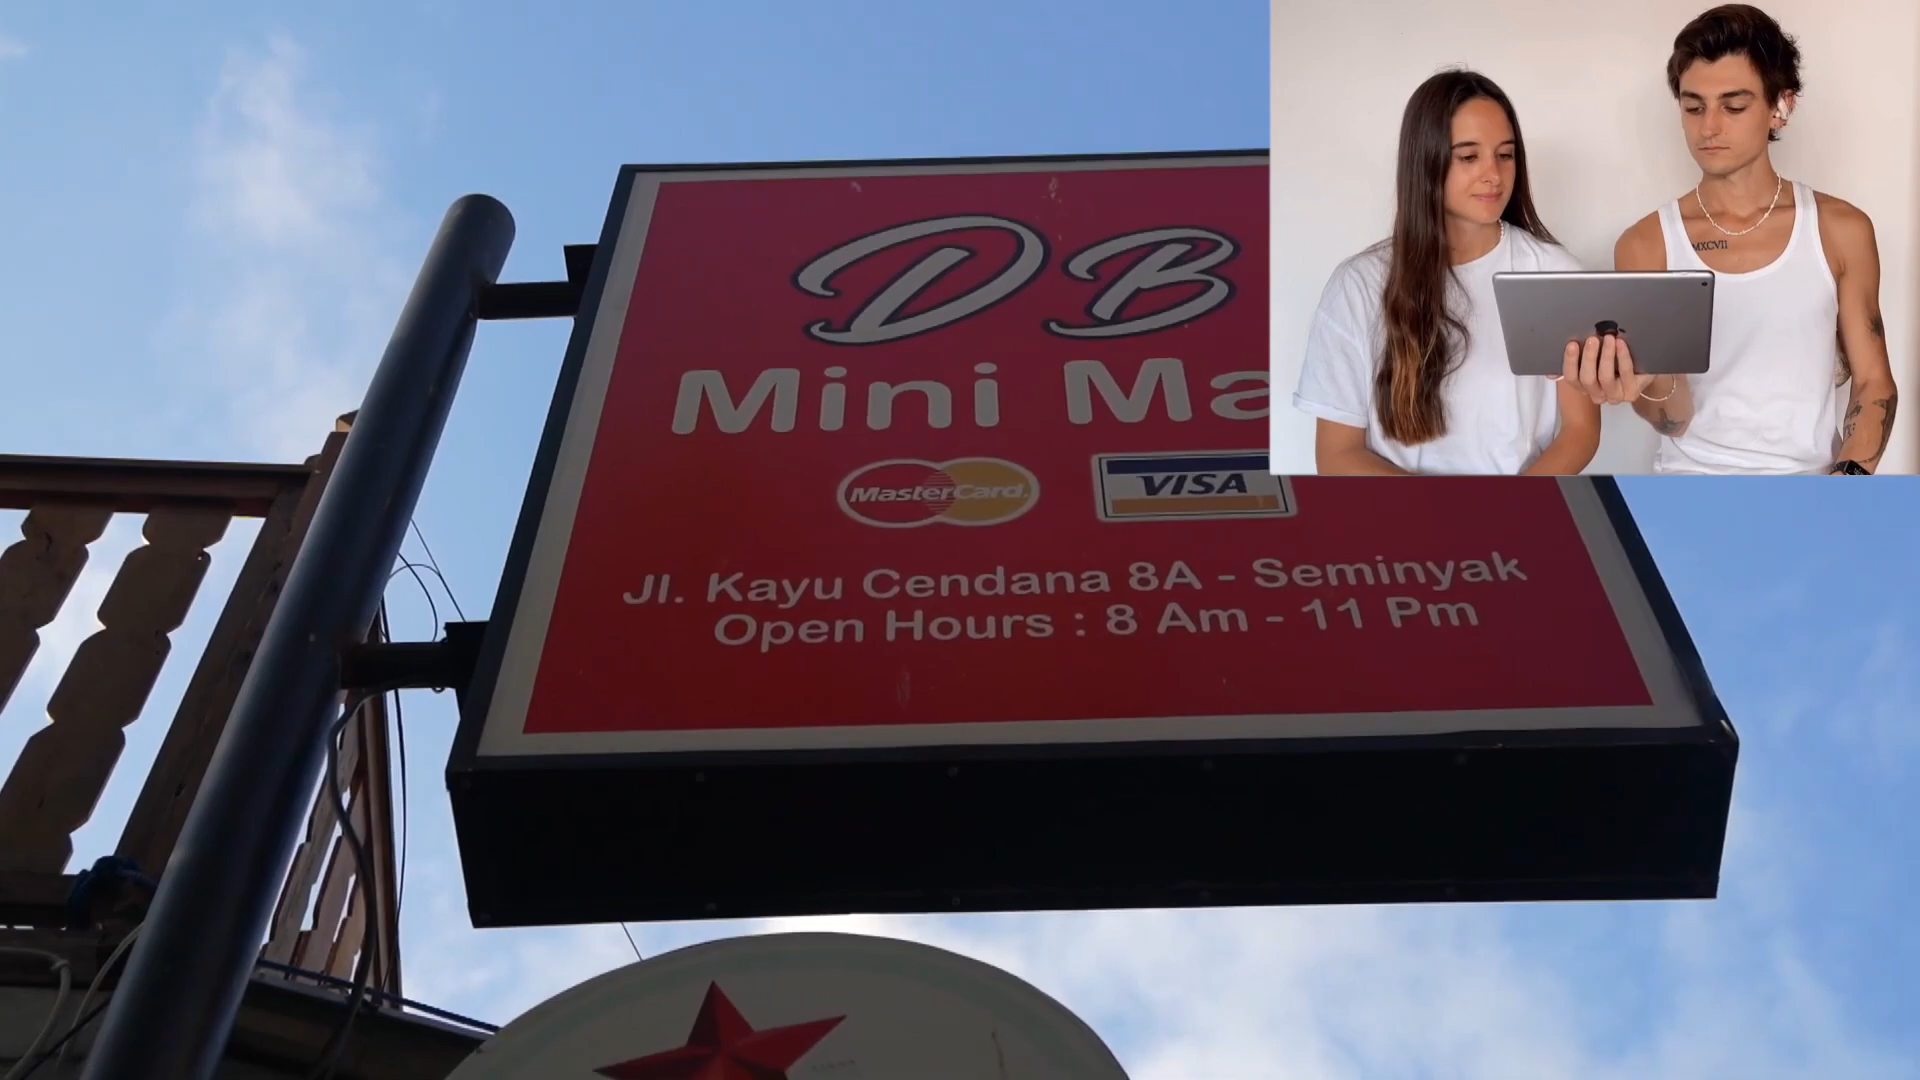 DB
Mini Ma
MasterCard.
VISA
Jl. Kayu Cendana 8A - Seminyak
Open Hours : 8 Am - 11 Pm
MXCVII